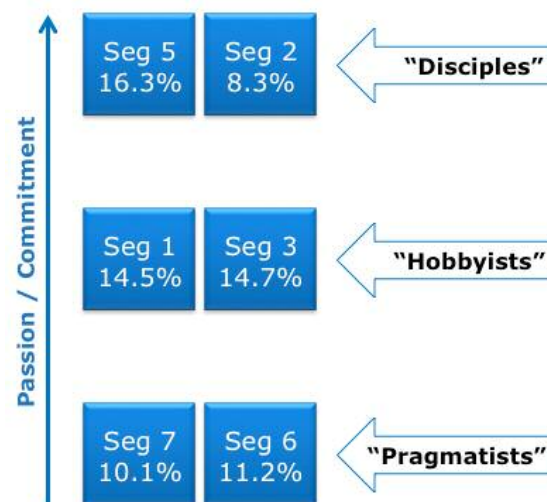 Seg 5
16.3%
Seg 2
8.3%
“Disciples”
Passion / Commitment
Seg 1
14.5%
Seg 3
14.7%
“Hobbyists”
Seg 7
10.1%
Seg 6
11.2%
“Pragmatists”